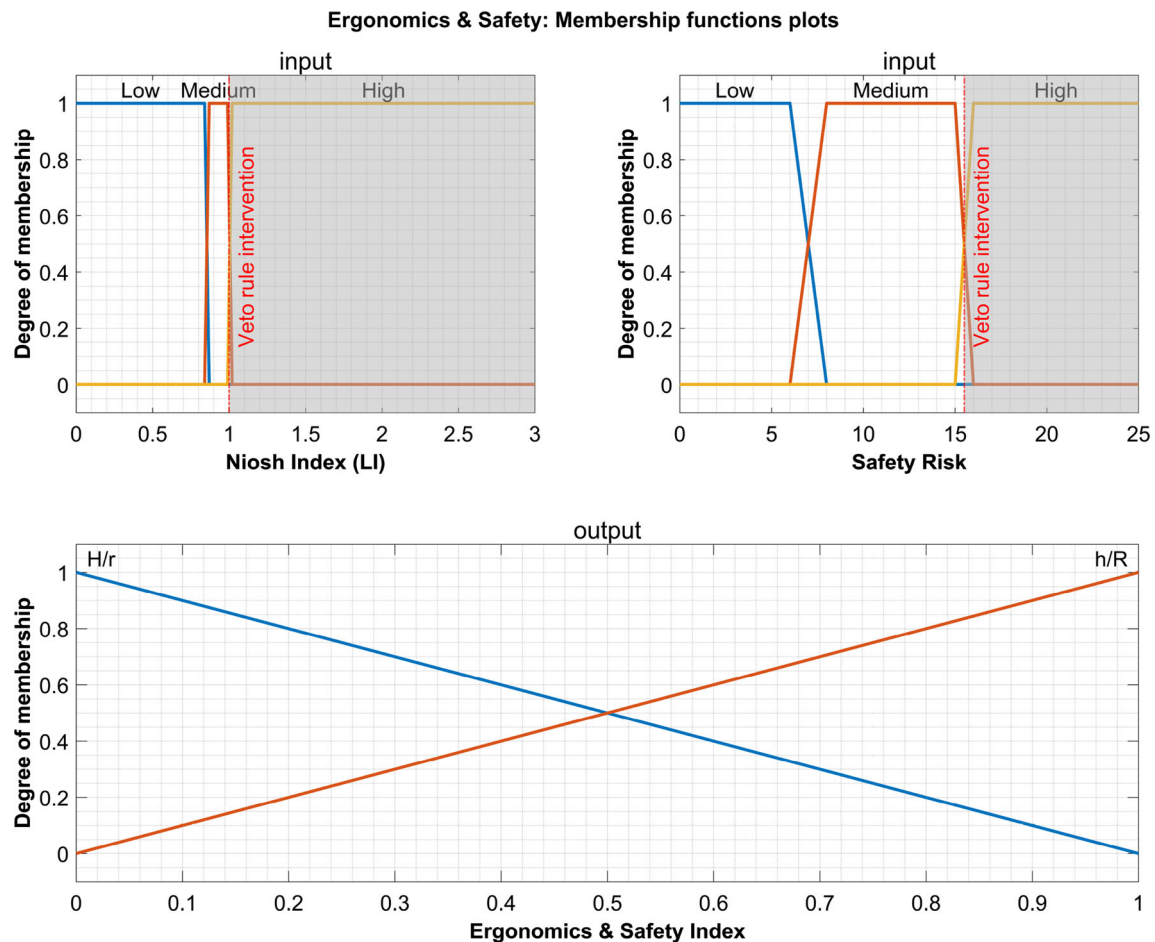 Ergonomics & Safety: Membership functions plots
input
Low Medium High
1
0.8
0.6
0.4
0.2
0
Degree of membership
Veto rule intervention
0 0.5 1 1.5 2 2.5 3
Niosh Index (LI)
input
Low Medium High
1
0.8
0.6
0.4
0.2
0
Degree of membership
Veto rule intervention
0 5 10 15 20 25
Safety Risk
output
H/r h/R
1
0.8
0.6
0.4
0.2
0
Degree of membership
0 0.1 0.2 0.3 0.4 0.5 0.6 0.7 0.8 0.9 1
Ergonomics & Safety Index